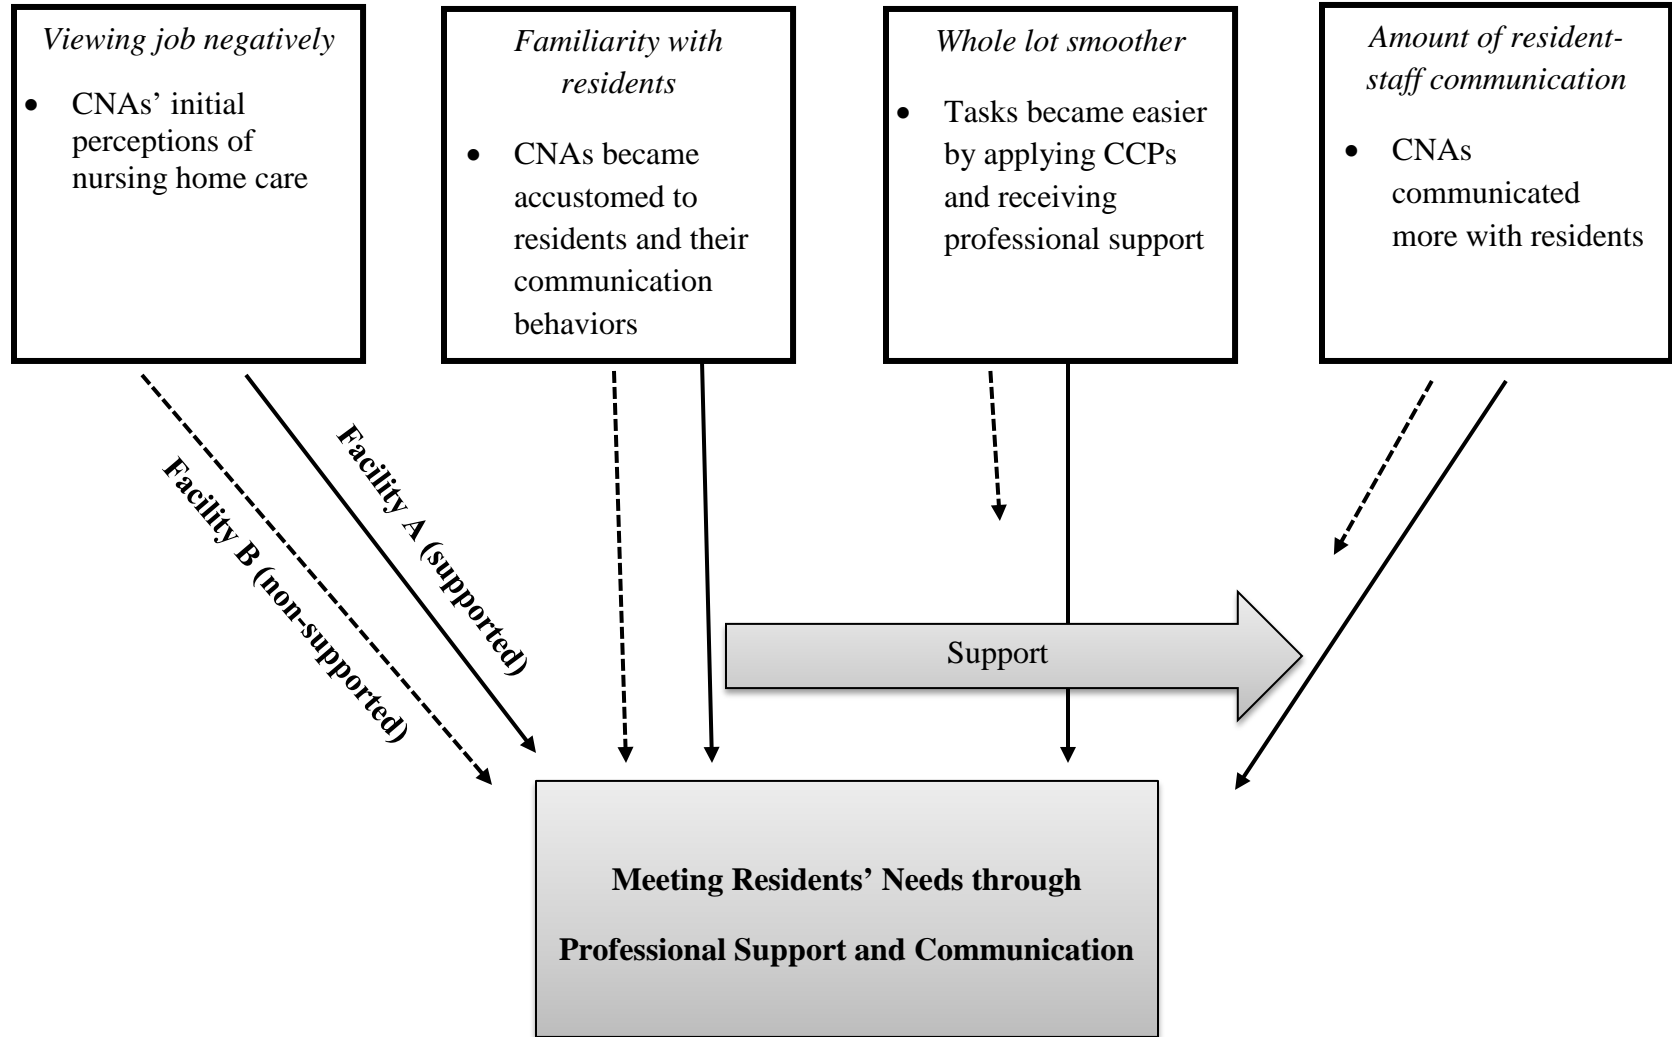 Viewing job negatively
• CNAs’ initial
perceptions of
nursing home care
Familiarity with
residents
• CNAs became
accustomed to
residents and their
communication
behaviors
Whole lot smoother
• Tasks became easier
by applying CCPs
and receiving
professional support
Amount of resident-
staff communication
• CNAs
communicated
more with residents
Facility A (supported)
Facility B (non-supported)
Support
Meeting Residents’ Needs through
Professional Support and Communication